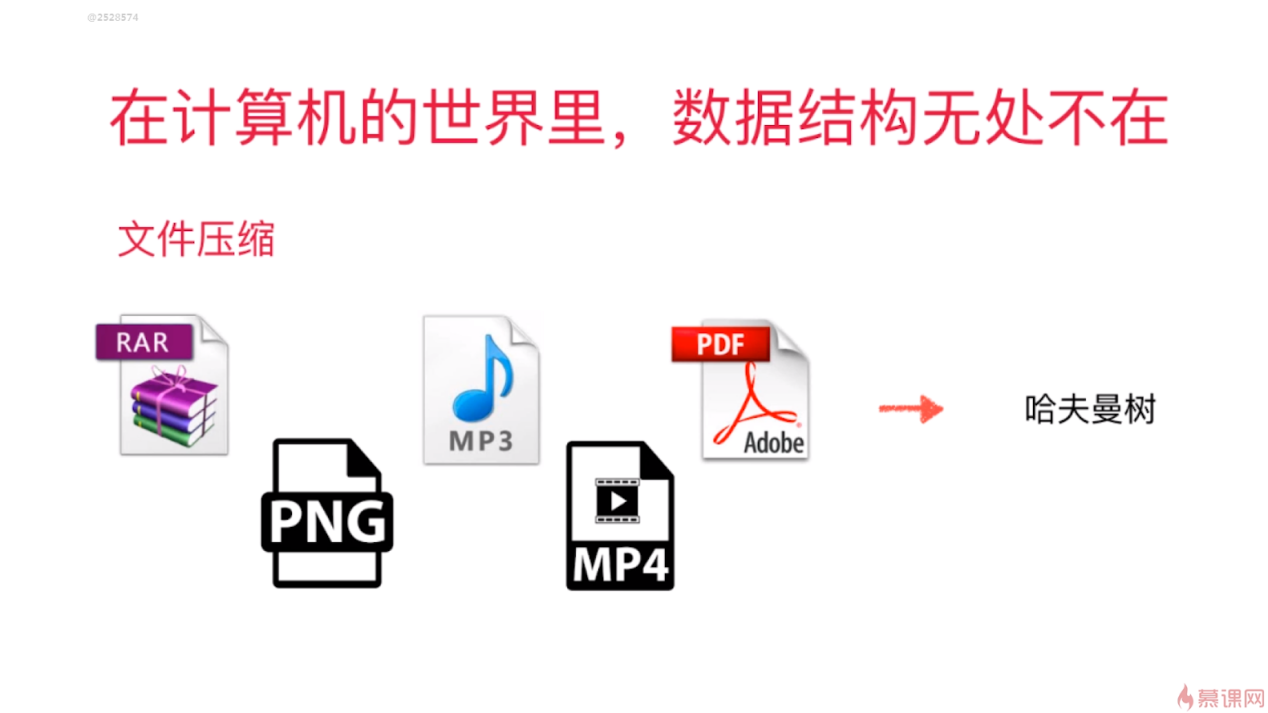 @2528574
在计算机的世界里，数据结构无处不在
文件压缩
RAR
MP3
PDF
Adobe
哈夫曼树
PNG
MP4
慕课网